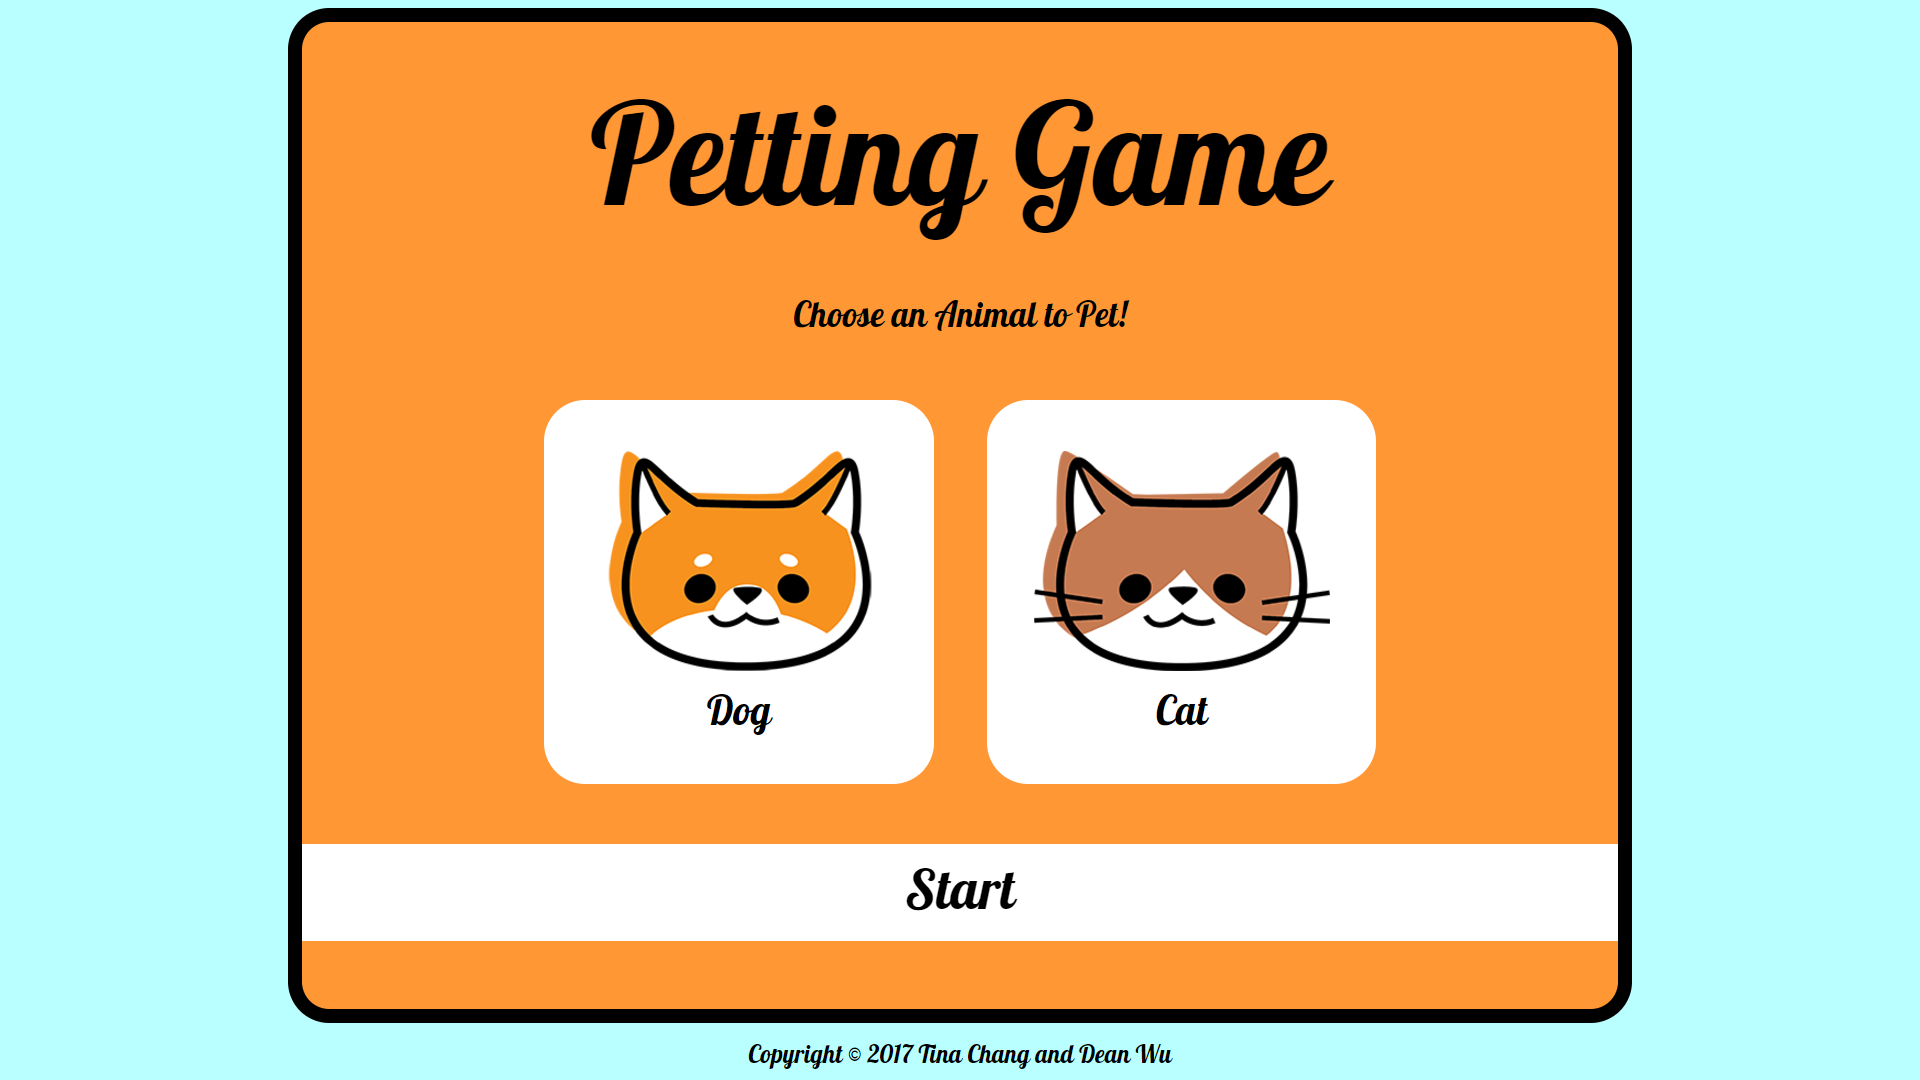 Petting Game
Choose an Animal to Pet!
Dog
Cat
Start
Copyright © 2017 Tina Chang and Dean Wu